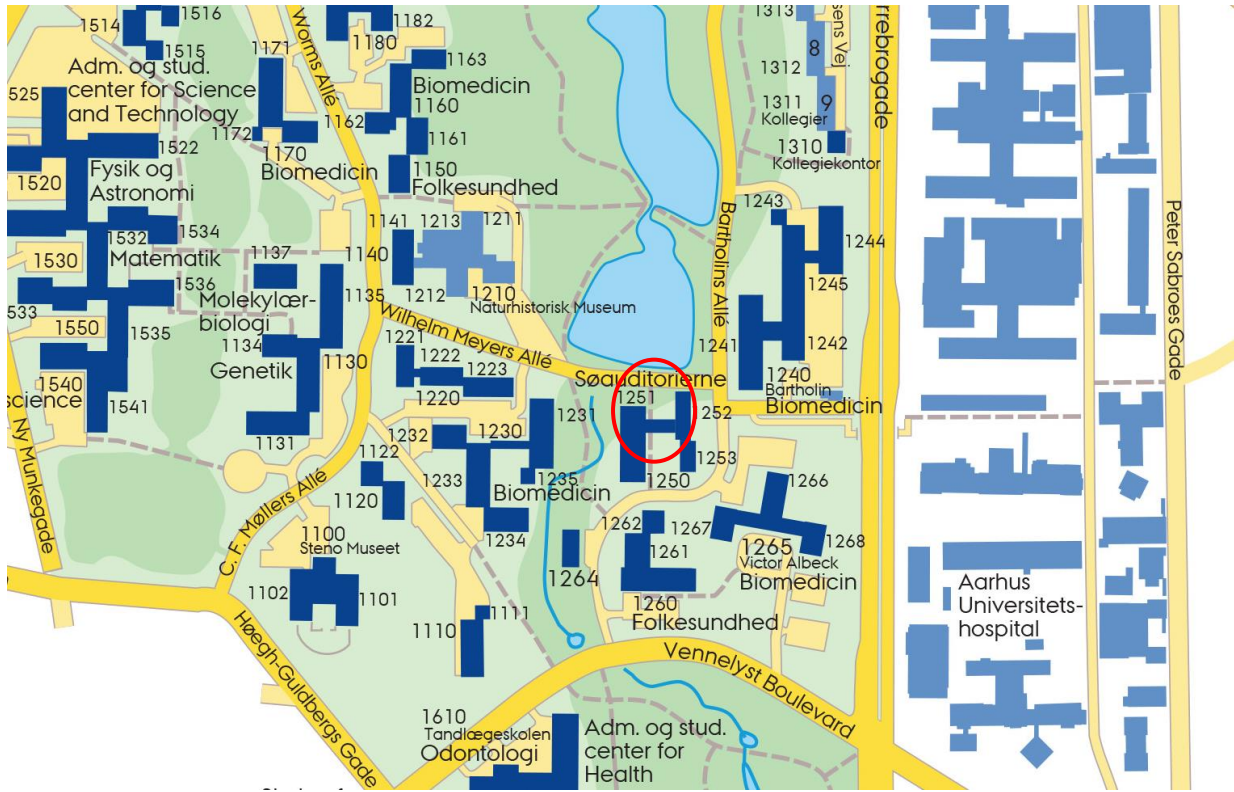 1514
1516
1515
1171
Worms Allé
1182
1180
1163
1313
sens Vej
8
1312
9
1311
Kollegier
1310
Kollegiekontor
rrebrogade
Adm. og stud.
center for Science
and Technology
525
1172
1162
Biomedicin
1160
1161
1150
Folkesundhed
1170
Biomedicin
1522
Fysik og
Astronomi
1520
1532
1534
Matematik
1530
1536
533
1550
1535
1540
science
1541
Ny Munkegade
1137
Molekylær-
biologi
1134
Genetik
1135
1130
1131
1141
1140
1213
1211
1212
1210
Naturhistorisk Museum
Wilhelm Meyers Allé
Bartholins Allé
1243
1244
1245
1241
1242
1240
Bartholin
Biomedicin
Peter Sabroes Gade
1221
1222
1223
1220
Søauditorierne
1251
252
1253
1250
1231
1232
1230
1233
1235
Biomedicin
1234
1122
1120
C. F. Møllers Allé
1100
Steno Museet
1102
1101
1111
1110
1266
1262
1267
1261
1265
1268
Victor Albeck
Biomedicin
1264
1260
Folkesundhed
Aarhus
Universitets-
hospital
Høegh-Guldbergs Gade
Vennelyst Boulevard
1610
Tandlægeskolen
Odontologi
Adm. og stud.
center for
Health